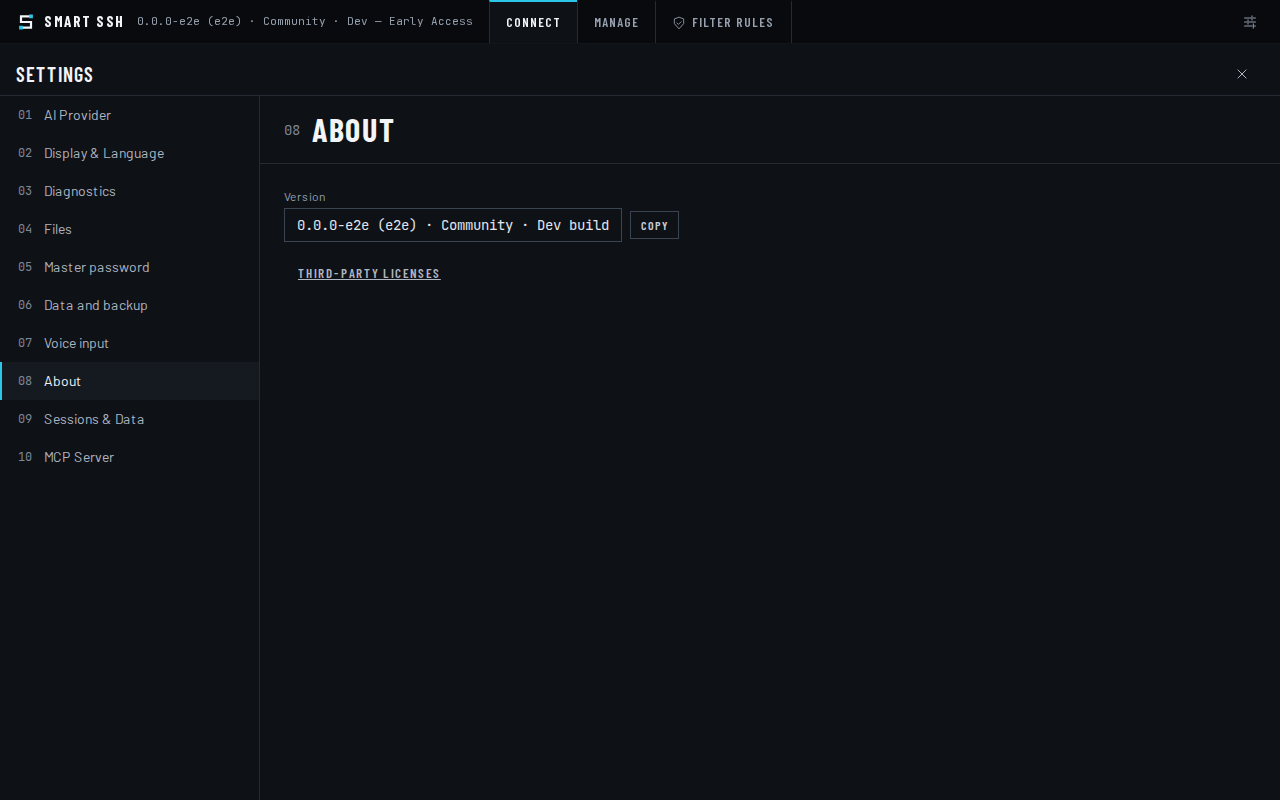 SMART SSH 0.0.0-e2e (e2e) · Community · Dev — Early Access CONNECT MANAGE FILTER RULES
SETTINGS
01 AI Provider
02 Display & Language
03 Diagnostics
04 Files
05 Master password
06 Data and backup
07 Voice input
08 About
09 Sessions & Data
10 MCP Server
08 ABOUT
Version
0.0.0-e2e (e2e) · Community · Dev build COPY
THIRD-PARTY LICENSES